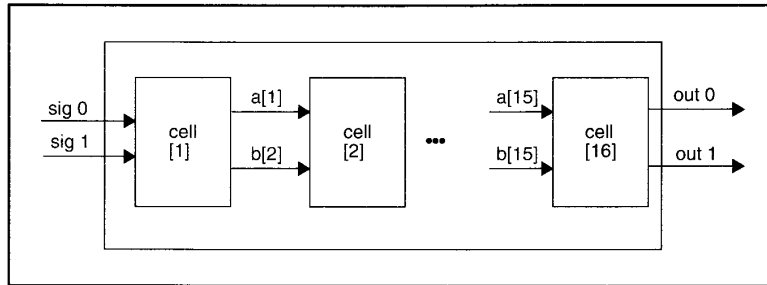 sig 0
sig 1
cell
[1]
a[1]
b[2]
cell
[2]
•••
a[15]
b[15]
cell
[16]
out 0
out 1